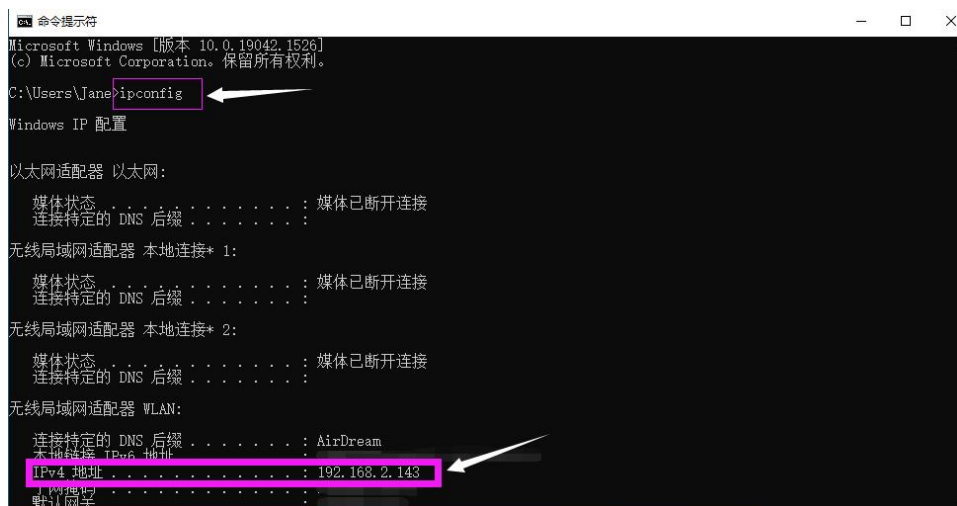 命令提示符
Microsoft Windows [版本 10.0.19042.1526]
(c) Microsoft Corporation。保留所有权利。
C:\Users\Jane>ipconfig
Windows IP 配置
以太网适配器 以太网:
媒体状态 . . . . . . . . . . . . : 媒体已断开连接
连接特定的 DNS 后缀 . . . . . . . :
无线局域网适配器 本地连接* 1:
媒体状态 . . . . . . . . . . . . : 媒体已断开连接
连接特定的 DNS 后缀 . . . . . . . :
无线局域网适配器 本地连接* 2:
媒体状态 . . . . . . . . . . . . : 媒体已断开连接
连接特定的 DNS 后缀 . . . . . . . :
无线局域网适配器 WLAN:
连接特定的 DNS 后缀 . . . . . . . : AirDream
本地链接 IPv6 地址 :
IPv4 地址 . . . . . . . . . . . . : 192.168.2.143
子网掩码 . . . . . . . . . . . . :
默认网关 :